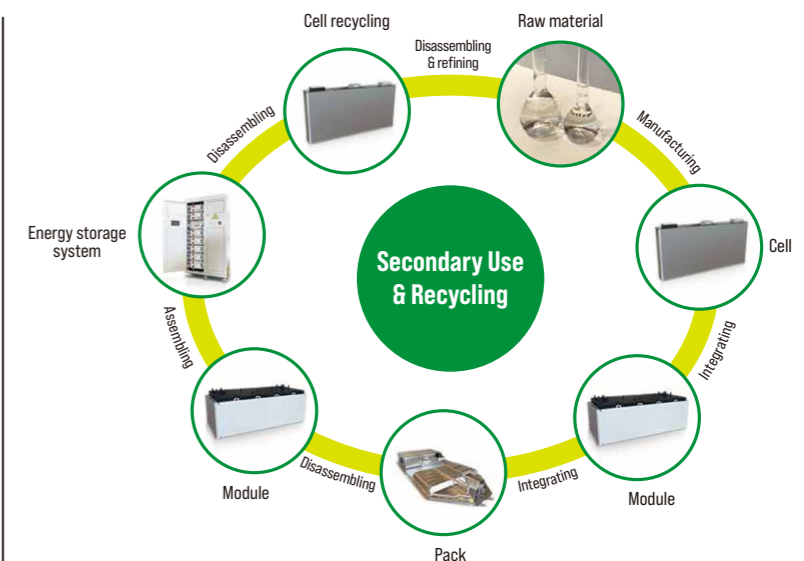 Cell recycling
Raw material
Disassembling
& refining
Disassembling
Manufacturing
Energy storage
system
Secondary Use
& Recycling
Cell
Assembling
Integrating
Module
Disassembling
Integrating
Module
Pack